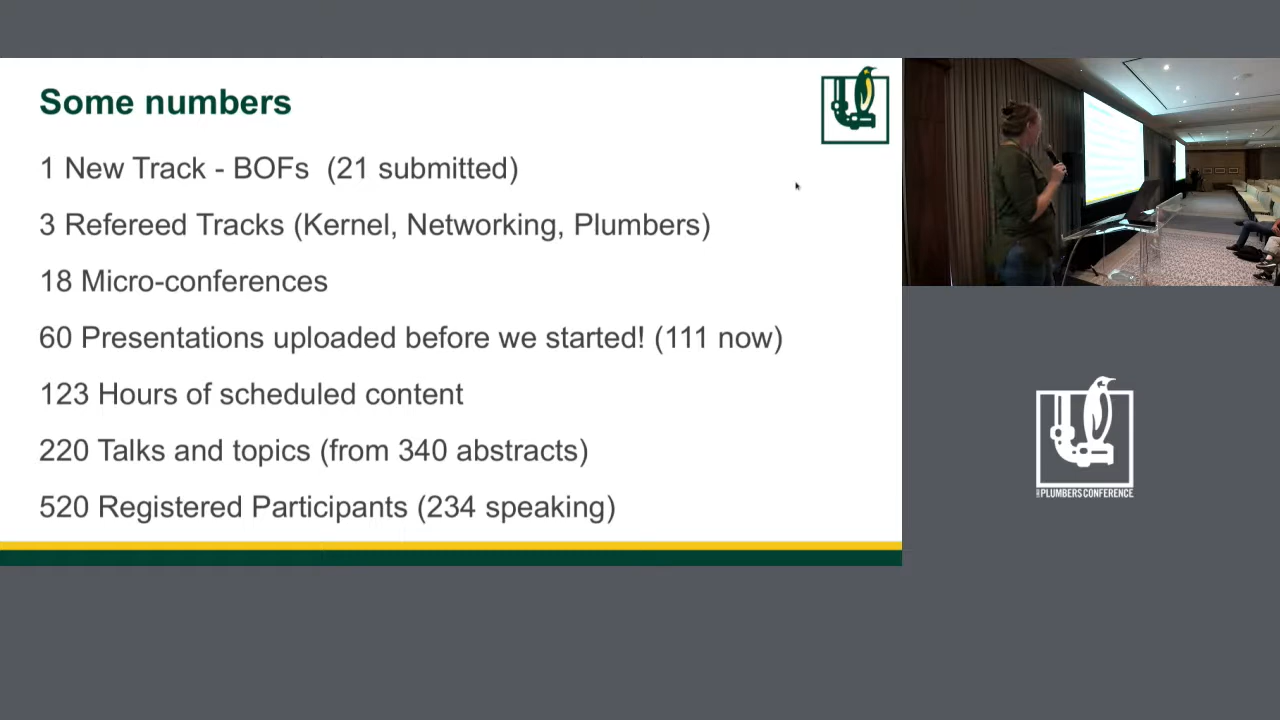 Some numbers
1 New Track - BOFs (21 submitted)
3 Refereed Tracks (Kernel, Networking, Plumbers)
18 Micro-conferences
60 Presentations uploaded before we started! (111 now)
123 Hours of scheduled content
220 Talks and topics (from 340 abstracts)
520 Registered Participants (234 speaking)
PLUMBERS CONFERENCE